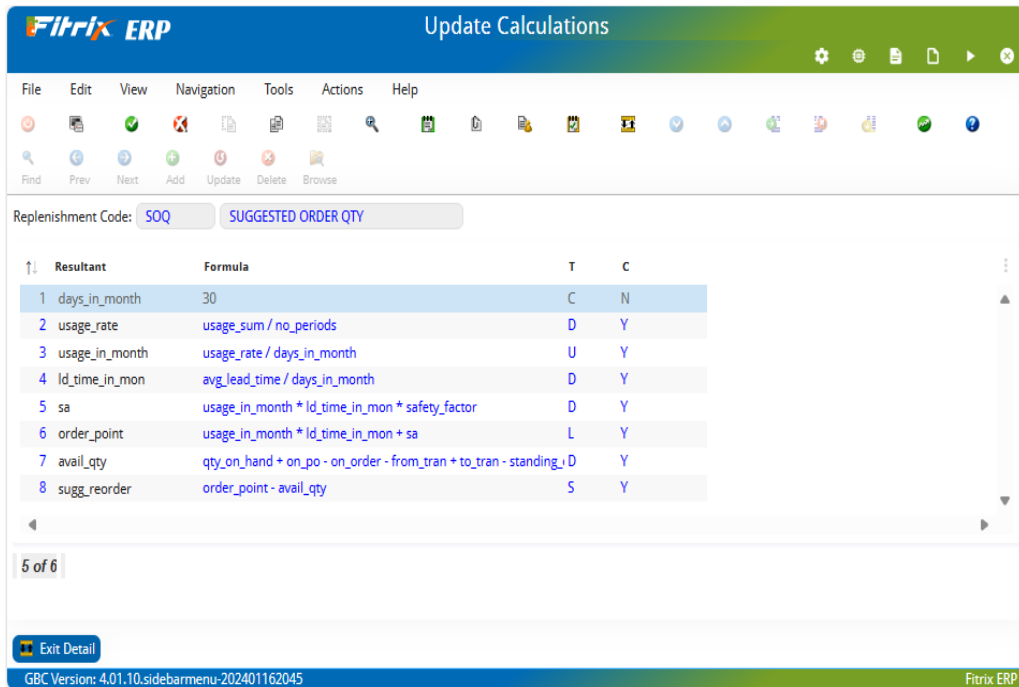 Fitrix ERP
Update Calculations
File Edit View Navigation Tools Actions Help
Find Prev Next Add Update Delete Browse
Replenishment Code: SOQ SUGGESTED ORDER QTY
Resultant Formula T C
1 days_in_month 30 C N
2 usage_rate usage_sum / no_periods D Y
3 usage_in_month usage_rate / days_in_month U Y
4 ld_time_in_mon avg_lead_time / days_in_month D Y
5 sa usage_in_month * ld_time_in_mon * safety_factor D Y
6 order_point usage_in_month * ld_time_in_mon + sa L Y
7 avail_qty qty_on_hand + on_po - on_order - from_tran + to_tran - standing_ D Y
8 sugg_reorder order_point - avail_qty S Y
5 of 6
Exit Detail
GBC Version: 4.01.10.sidebarmenu-202401162045 Fitrix ERP